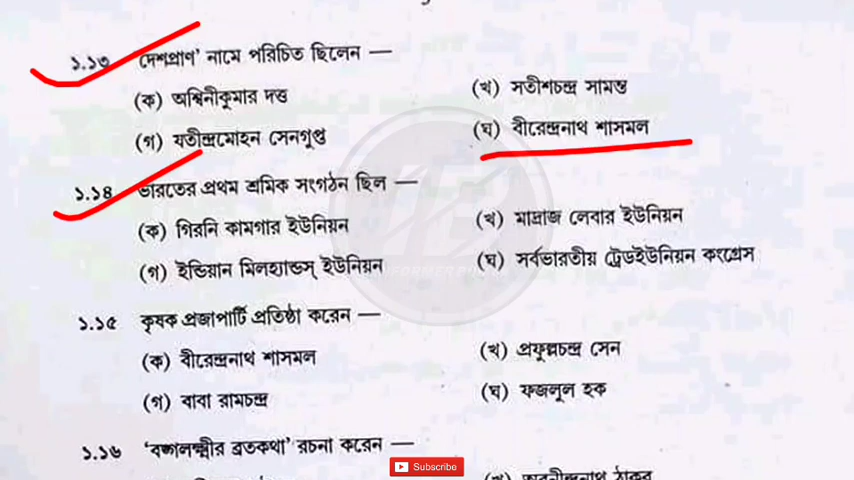 ১.১৩ 'দেশপ্রাণ' নামে পরিচিত ছিলেন —
(ক) অশ্বিনীকুমার দত্ত (খ) সতীশচন্দ্র সামন্ত
(গ) যতীন্দ্রমোহন সেনগুপ্ত (ঘ) বীরেন্দ্রনাথ শাসমল
১.১৪ ভারতের প্রথম শ্রমিক সংগঠন ছিল —
(ক) গিরনি কামগার ইউনিয়ন (খ) মাদ্রাজ লেবার ইউনিয়ন
(গ) ইন্ডিয়ান মিলহ্যান্ডস্ ইউনিয়ন (ঘ) সর্বভারতীয় ট্রেডইউনিয়ন কংগ্রেস
১.১৫ কৃষক প্রজাপার্টি প্রতিষ্ঠা করেন —
(ক) বীরেন্দ্রনাথ শাসমল (খ) প্রফুল্লচন্দ্র সেন
(গ) বাবা রামচন্দ্র (ঘ) ফজলুল হক
১.১৬ 'বঙ্গলক্ষ্মীর ব্রতকথা' রচনা করেন —
(খ) অবনীন্দ্রনাথ ঠাকুর
Subscribe